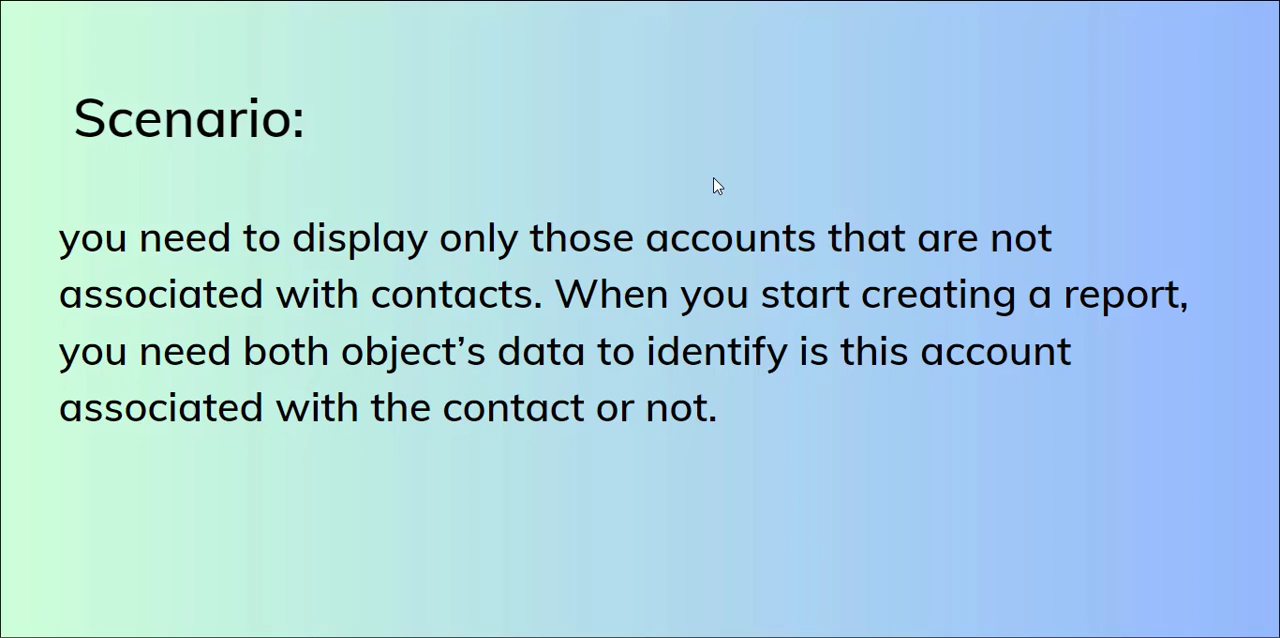 Scenario:
you need to display only those accounts that are not
associated with contacts. When you start creating a report,
you need both object’s data to identify is this account
associated with the contact or not.